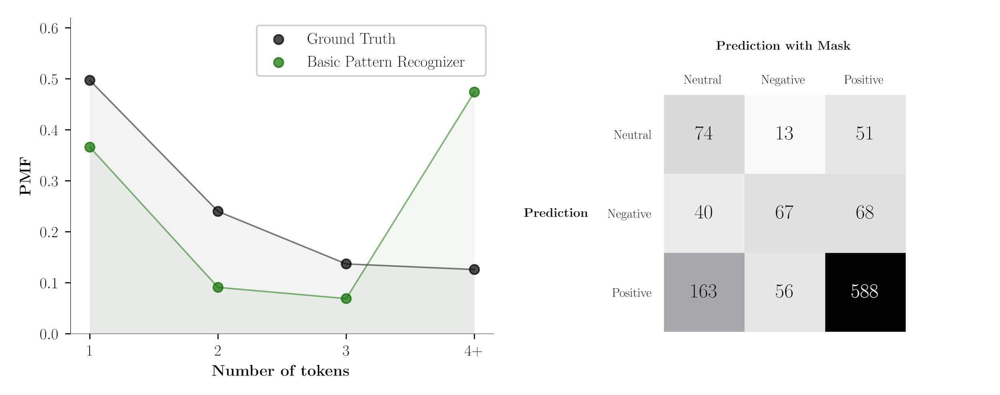 0.6
0.5
0.4
0.3
0.2
0.1
0.0
PMF
1 2 3 4+
Number of tokens
Ground Truth
Basic Pattern Recognizer
Prediction with Mask
Neutral Negative Positive
Prediction
Neutral 74 13 51
Negative 40 67 68
Positive 163 56 588